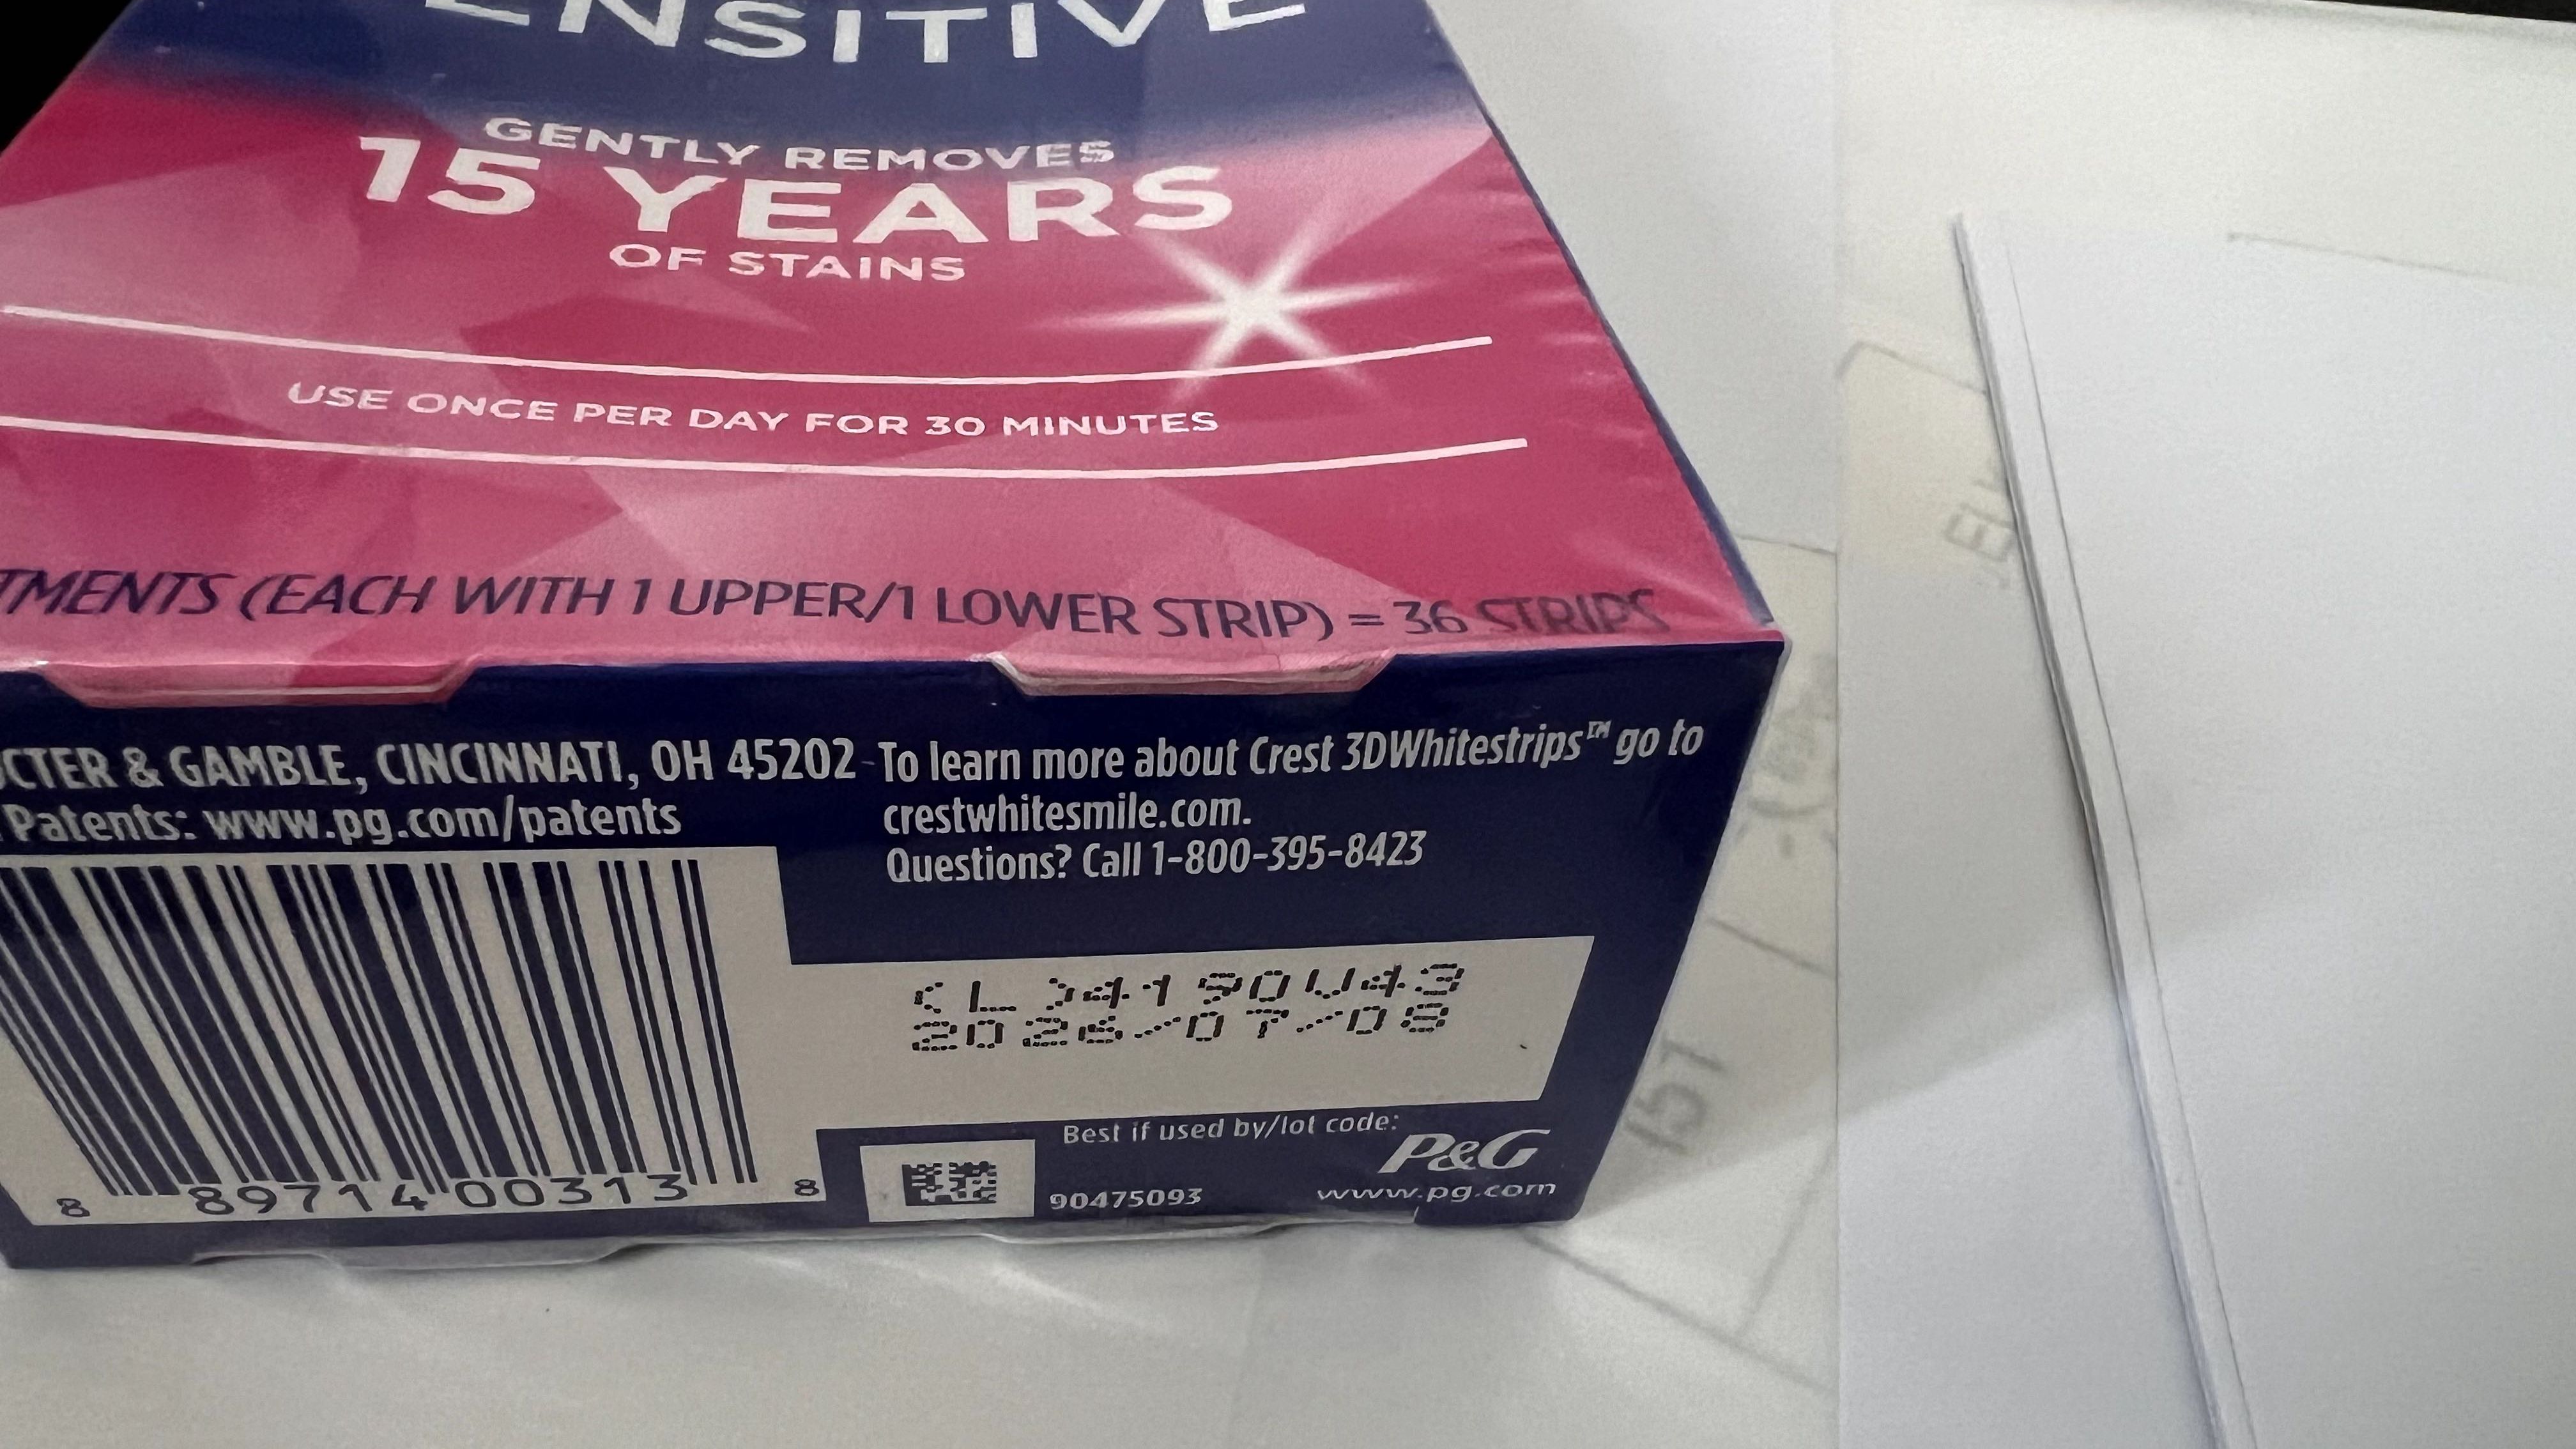 ENSITIVE
GENTLY REMOVES
15 YEARS
OF STAINS
USE ONCE PER DAY FOR 30 MINUTES
TMENTS (EACH WITH 1 UPPER/1 LOWER STRIP) = 36 STRIPS
CTER & GAMBLE, CINCINNATI, OH 45202
Patents: www.pg.com/patents
To learn more about Crest 3DWhitestrips™ go to
crestwhitesmile.com.
Questions? Call 1-800-395-8423
2026/07/08
Best if used by/lot code:
P&G
90475093
www.pg.com
8 89714 00313 8